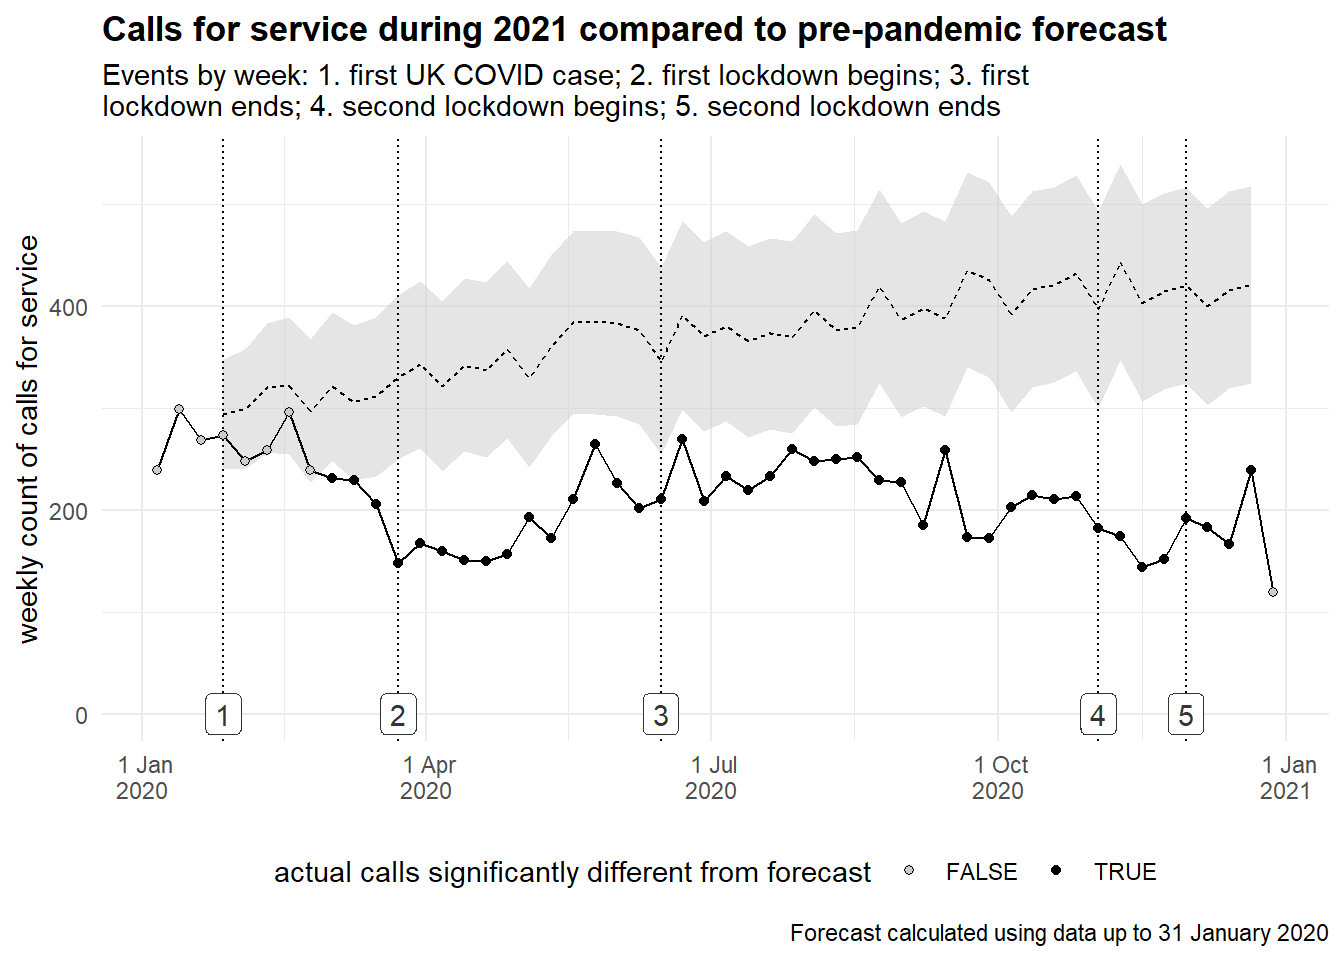 Calls for service during 2021 compared to pre-pandemic forecast
Events by week: 1. first UK COVID case; 2. first lockdown begins; 3. first
lockdown ends; 4. second lockdown begins; 5. second lockdown ends
weekly count of calls for service
400
200
0
1
2
3
4
5
1 Jan
2020
1 Apr
2020
1 Jul
2020
1 Oct
2020
1 Jan
2021
actual calls significantly different from forecast
FALSE
TRUE
Forecast calculated using data up to 31 January 2020